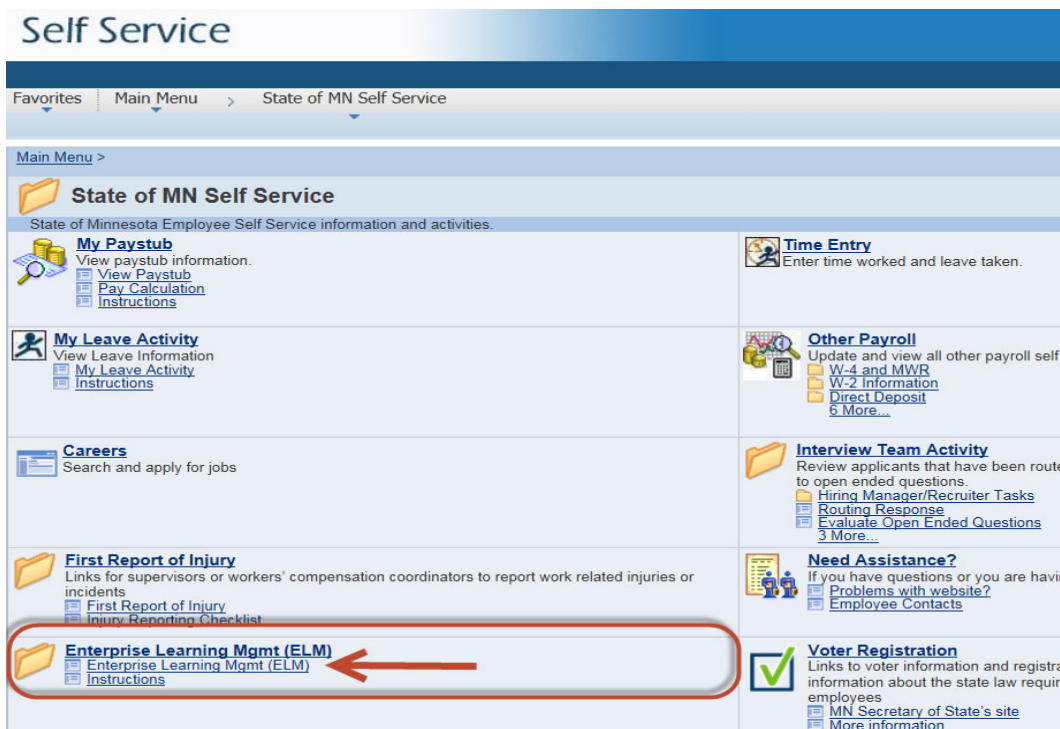 Self Service
Favorites Main Menu > State of MN Self Service
Main Menu >
State of MN Self Service
State of Minnesota Employee Self Service information and activities.
My Paystub
View paystub information.
View Paystub
Pay Calculation
Instructions
Time Entry
Enter time worked and leave taken.
My Leave Activity
View Leave Information
My Leave Activity
Instructions
Other Payroll
Update and view all other payroll self
W-4 and MWR
W-2 Information
Direct Deposit
6 More...
Careers
Search and apply for jobs
Interview Team Activity
Review applicants that have been route
to open ended questions.
Hiring Manager/Recruiter Tasks
Routing Response
Evaluate Open Ended Questions
3 More...
First Report of Injury
Links for supervisors or workers' compensation coordinators to report work related injuries or
incidents
First Report of Injury
Injury Reporting Checklist
Need Assistance?
If you have questions or you are havi
Problems with website?
Employee Contacts
Enterprise Learning Mgmt (ELM)
Enterprise Learning Mgmt (ELM)
Instructions
Voter Registration
Links to voter information and registra
information about the state law requir
employees
MN Secretary of State's site
More information